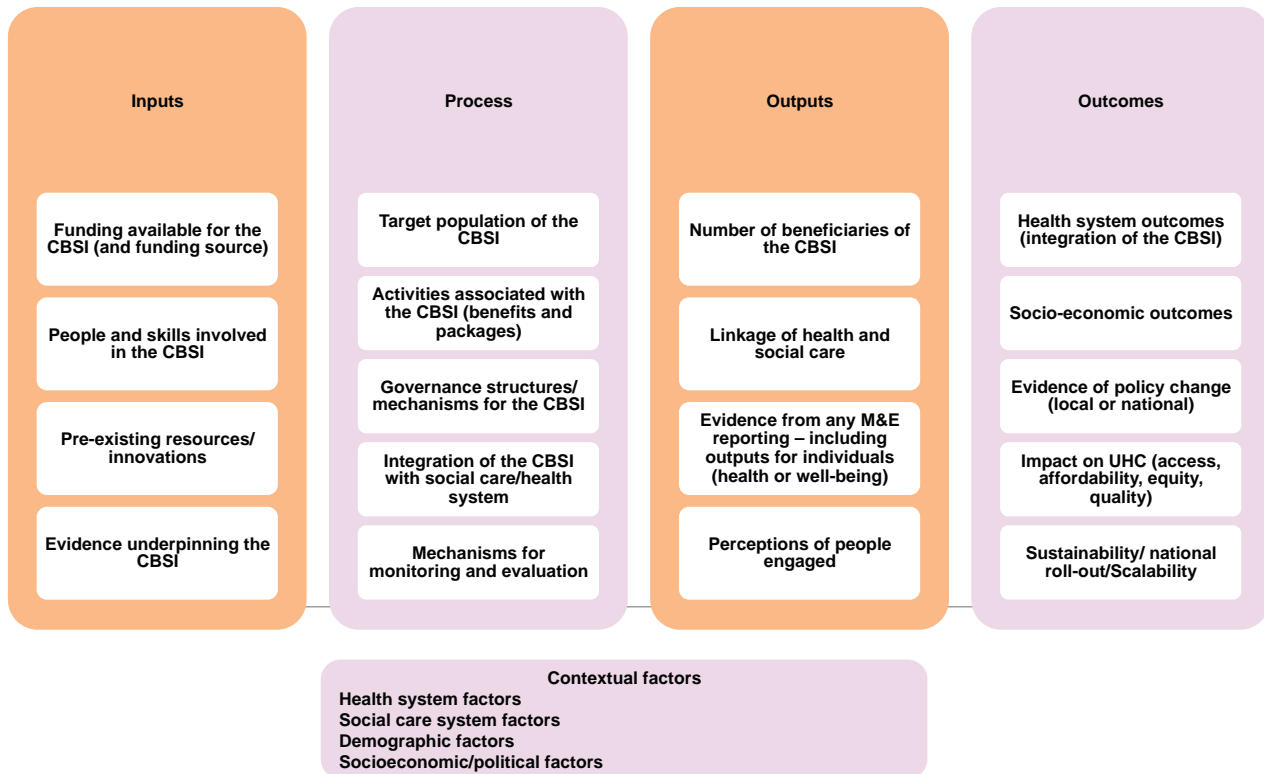 Inputs
Funding available for the
CBSI (and funding source)
People and skills involved
in the CBSI
Pre-existing resources/
innovations
Evidence underpinning the
CBSI
Process
Target population of the
CBSI
Activities associated with
the CBSI (benefits and
packages)
Governance structures/
mechanisms for the CBSI
Integration of the CBSI
with social care/health
system
Mechanisms for
monitoring and evaluation
Outputs
Number of beneficiaries of
the CBSI
Linkage of health and
social care
Evidence from any M&E
reporting – including
outputs for individuals
(health or well-being)
Perceptions of people
engaged
Outcomes
Health system outcomes
(integration of the CBSI)
Socio-economic outcomes
Evidence of policy change
(local or national)
Impact on UHC (access,
affordability, equity,
quality)
Sustainability/ national
roll-out/Scalability
Contextual factors
Health system factors
Social care system factors
Demographic factors
Socioeconomic/political factors